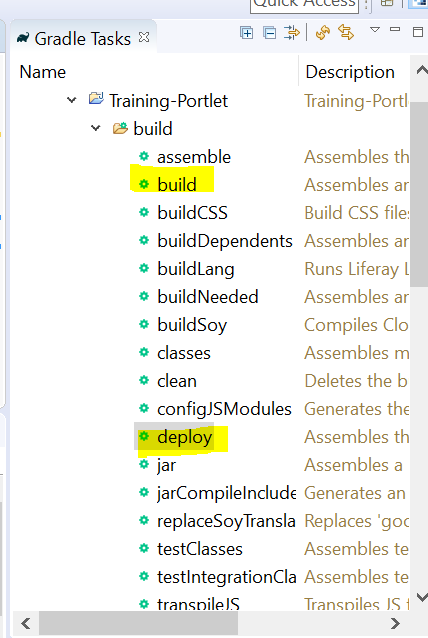 Quick Access
Gradle Tasks
Name Description
Training-Portlet Training-Portl
build
assemble Assembles th
build Assembles ar
buildCSS Build CSS files
buildDependents Assembles ar
buildLang Runs Liferay L
buildNeeded Assembles ar
buildSoy Compiles Clo
classes Assembles m
clean Deletes the b
configJSModules Generates the
deploy Assembles th
jar Assembles a
jarCompileInclude Generates an
replaceSoyTransla Replaces 'goo
testClasses Assembles te
testIntegrationCla Assembles te
transpileJS Transpiles JS f